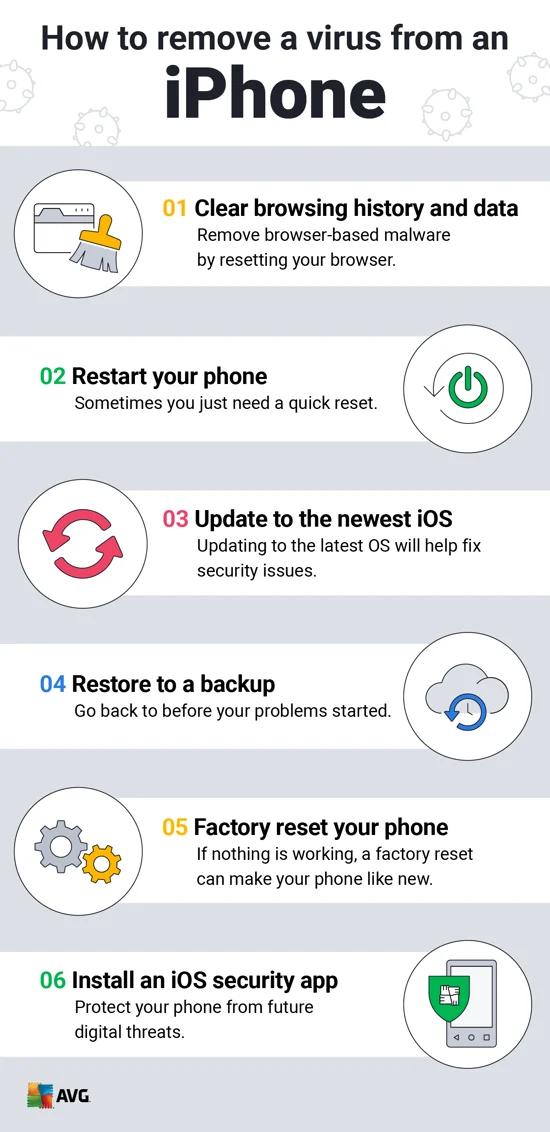 How to remove a virus from an
iPhone
01 Clear browsing history and data
Remove browser-based malware
by resetting your browser.
02 Restart your phone
Sometimes you just need a quick reset.
03 Update to the newest iOS
Updating to the latest OS will help fix
security issues.
04 Restore to a backup
Go back to before your problems started.
05 Factory reset your phone
If nothing is working, a factory reset
can make your phone like new.
06 Install an iOS security app
Protect your phone from future
digital threats.
AVG